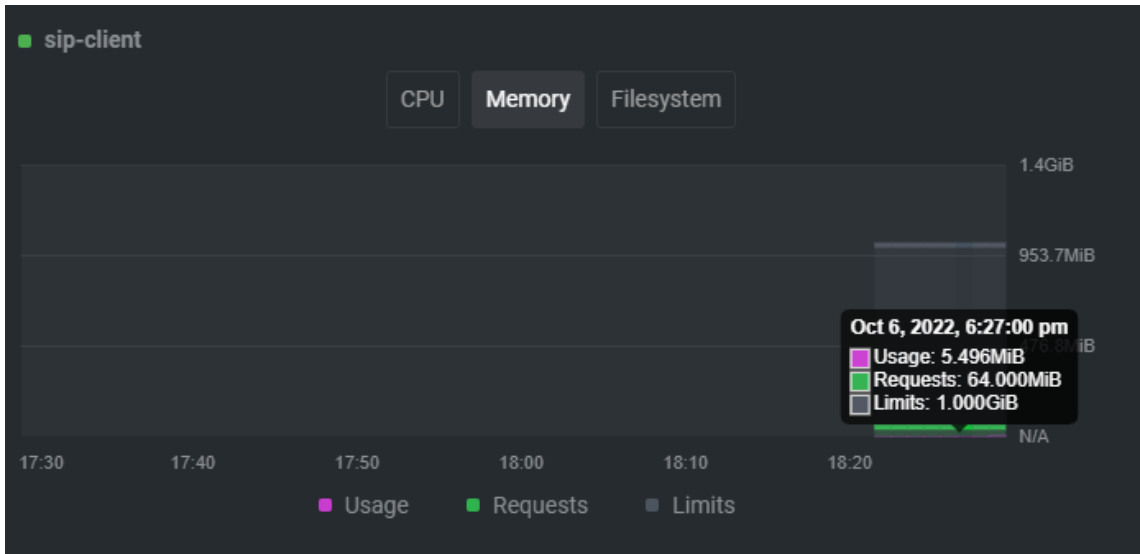 sip-client
CPU Memory Filesystem
1.4GiB
953.7MiB
Oct 6, 2022, 6:27:00 pm
476.8MiB
Usage: 5.496MiB
Requests: 64.000MiB
Limits: 1.000GiB
N/A
17:30 17:40 17:50 18:00 18:10 18:20
Usage Requests Limits